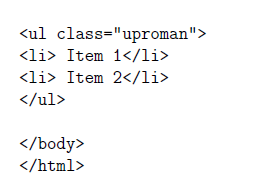 <ul class="uproman">
<li> Item 1</li>
<li> Item 2</li>
</ul>

</body>
</html>